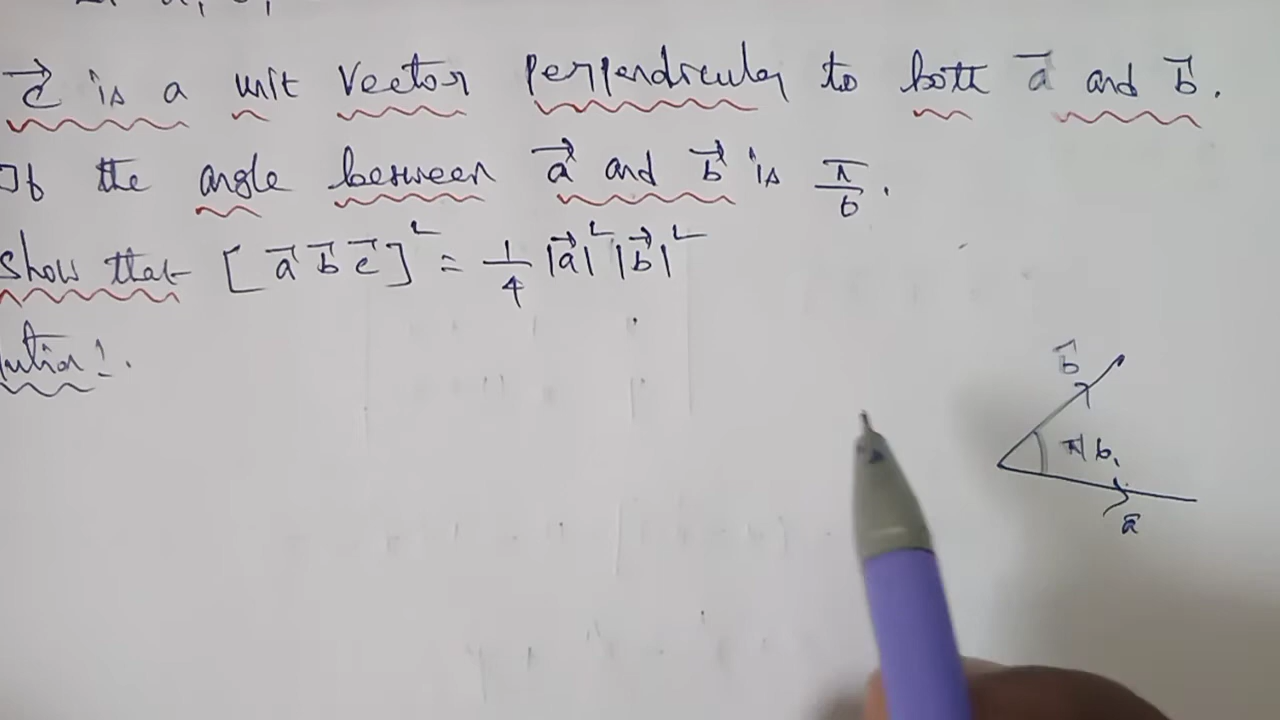 c⃗ is a unit vector perpendicular to both a⃗ and b⃗.
If the angle between a⃗ and b⃗ is π/6.
Show that [a⃗ b⃗ c⃗]² = 1/4 |a⃗|² |b⃗|²
lution:.
b⃗
π/6.
a⃗